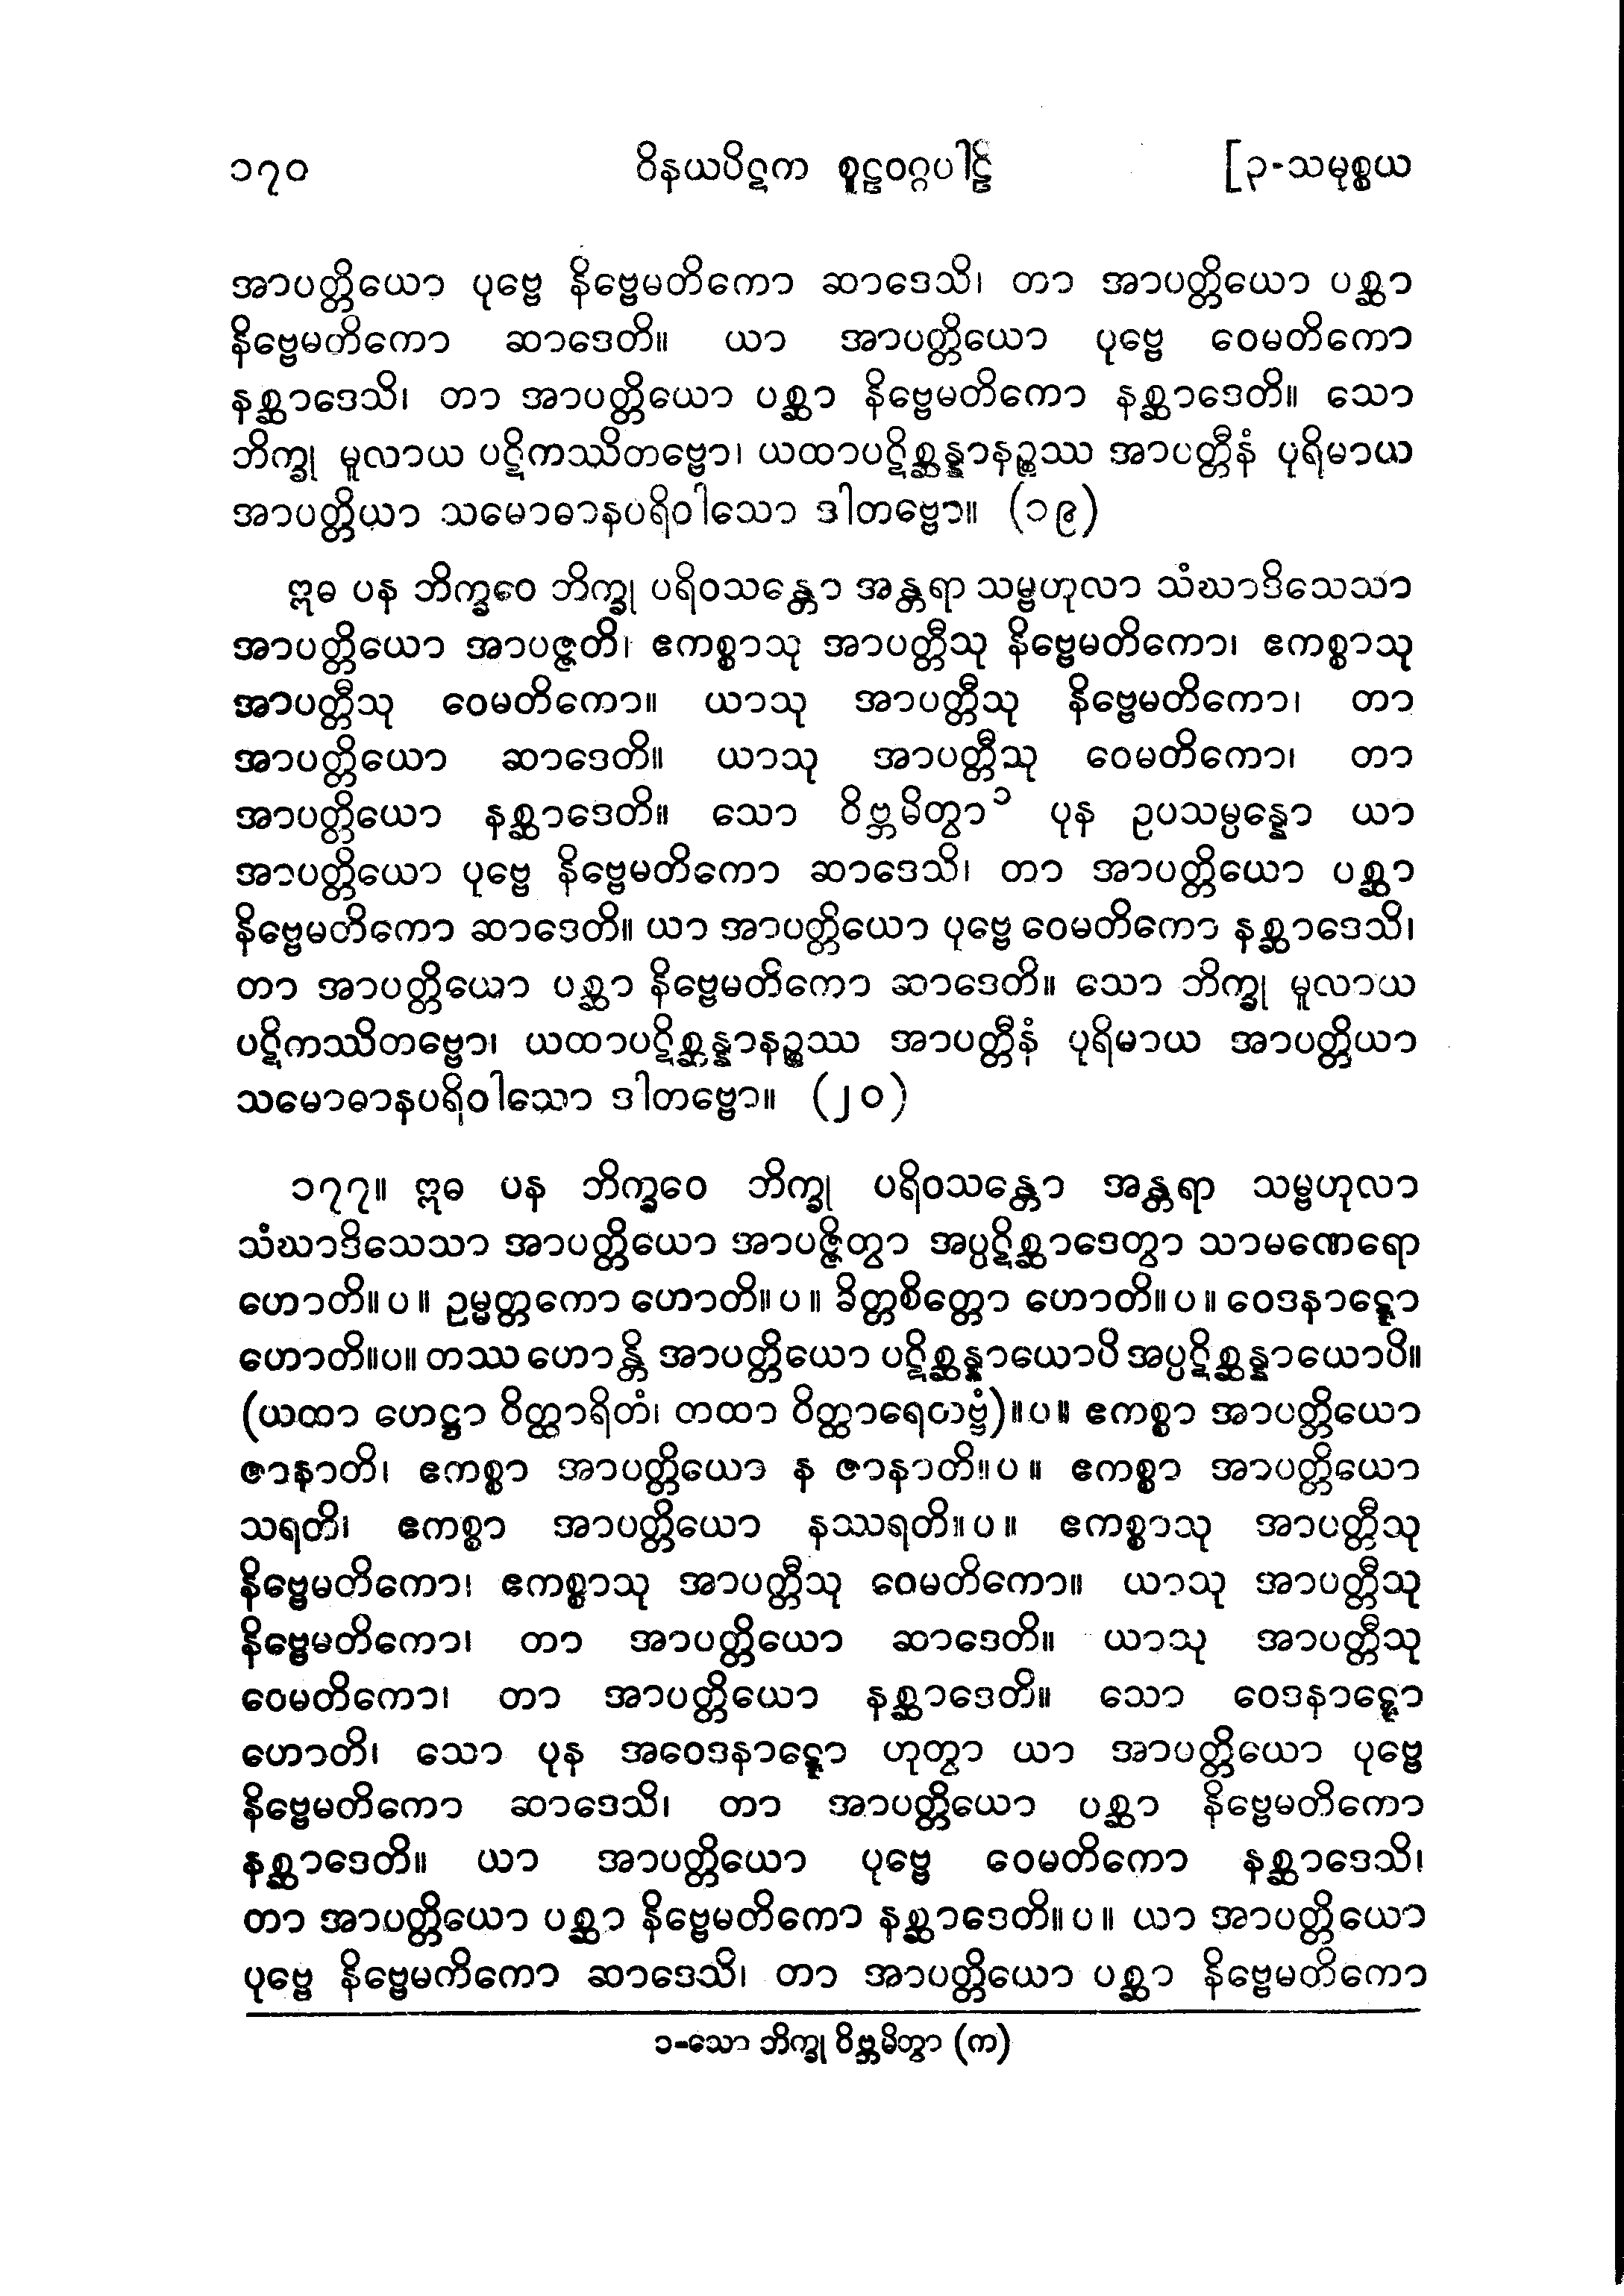 ၁၇၀ ဝိနယပိဋက စူဠဝဂ္ဂပါဠိ [၃-သမုစ္စယ
အာပတ္တိယော ပုဗ္ဗေ နိဗ္ဗေမတိကော ဆာဒေသိ၊ တာ အာပတ္တိယော ပစ္ဆာ
နိဗ္ဗေမတိကော ဆာဒေတိ။ ယာ အာပတ္တိယော ပုဗ္ဗေ ဝေမတိကော
နစ္ဆာဒေသိ၊ တာ အာပတ္တိယော ပစ္ဆာ နိဗ္ဗေမတိကော နစ္ဆာဒေတိ။ သော
ဘိက္ခု မူလာယ ပဋိကဿိတဗ္ဗော၊ ယထာပဋိစ္ဆန္နာနဉ္စဿ အာပတ္တီနံ ပုရိမာယ
အာပတ္တိယာ သမောဓာနပရိဝါသော ဒါတဗ္ဗော။ (၁၉)
ဣဓ ပန ဘိက္ခဝေ ဘိက္ခု ပရိဝသန္တော အန္တရာ သမ္ဗဟုလာ သံဃာဒိသေသာ
အာပတ္တိယော အာပဇ္ဇတိ၊ ဧကစ္စာသု အာပတ္တီသု နိဗ္ဗေမတိကော၊ ဧကစ္စာသု
အာပတ္တီသု ဝေမတိကော။ ယာသု အာပတ္တီသု နိဗ္ဗေမတိကော၊ တာ
အာပတ္တိယော ဆာဒေတိ။ ယာသု အာပတ္တီသု ဝေမတိကော၊ တာ
အာပတ္တိယော နစ္ဆာဒေတိ။ သော ဝိဗ္ဘမိတွာ၁ ပုန ဥပသမ္ပန္နော ယာ
အာပတ္တိယော ပုဗ္ဗေ နိဗ္ဗေမတိကော ဆာဒေသိ၊ တာ အာပတ္တိယော ပစ္ဆာ
နိဗ္ဗေမတိကော ဆာဒေတိ။ ယာ အာပတ္တိယော ပုဗ္ဗေ ဝေမတိကော နစ္ဆာဒေသိ၊
တာ အာပတ္တိယော ပစ္ဆာ နိဗ္ဗေမတိကော ဆာဒေတိ။ သော ဘိက္ခု မူလာယ
ပဋိကဿိတဗ္ဗော၊ ယထာပဋိစ္ဆန္နာနဉ္စဿ အာပတ္တီနံ ပုရိမာယ အာပတ္တိယာ
သမောဓာနပရိဝါသော ဒါတဗ္ဗော။ (၂၀)
၁၇၇။ ဣဓ ပန ဘိက္ခဝေ ဘိက္ခု ပရိဝသန္တော အန္တရာ သမ္ဗဟုလာ
သံဃာဒိသေသာ အာပတ္တိယော အာပဇ္ဇိတွာ အပ္ပဋိစ္ဆာဒေတွာ သာမဏေရော
ဟောတိ။ပ။ ဥမ္မတ္တကော ဟောတိ။ပ။ ခိတ္တစိတ္တော ဟောတိ။ပ။ ဝေဒနာဋ္ဋော
ဟောတိ။ပ။ တဿ ဟောန္တိ အာပတ္တိယော ပဋိစ္ဆန္နာယောပိ အပ္ပဋိစ္ဆန္နာယောပိ။
(ယထာ ဟေဋ္ဌာ ဝိတ္ထာရိတံ၊ တထာ ဝိတ္ထာရေတဗ္ဗံ)။ပ။ ဧကစ္စာ အာပတ္တိယော
ဇာနာတိ၊ ဧကစ္စာ အာပတ္တိယော န ဇာနာတိ။ပ။ ဧကစ္စာ အာပတ္တိယော
သရတိ၊ ဧကစ္စာ အာပတ္တိယော နဿရတိ။ပ။ ဧကစ္စာသု အာပတ္တီသု
နိဗ္ဗေမတိကော၊ ဧကစ္စာသု အာပတ္တီသု ဝေမတိကော။ ယာသု အာပတ္တီသု
နိဗ္ဗေမတိကော၊ တာ အာပတ္တိယော ဆာဒေတိ။ ယာသု အာပတ္တီသု
ဝေမတိကော၊ တာ အာပတ္တိယော နစ္ဆာဒေတိ။ သော ဝေဒနာဋ္ဋော
ဟောတိ၊ သော ပုန အဝေဒနာဋ္ဋော ဟုတွာ ယာ အာပတ္တိယော ပုဗ္ဗေ
နိဗ္ဗေမတိကော ဆာဒေသိ၊ တာ အာပတ္တိယော ပစ္ဆာ နိဗ္ဗေမတိကော
နစ္ဆာဒေတိ။ ယာ အာပတ္တိယော ပုဗ္ဗေ ဝေမတိကော နစ္ဆာဒေသိ၊
တာ အာပတ္တိယော ပစ္ဆာ နိဗ္ဗေမတိကော နစ္ဆာဒေတိ။ပ။ ယာ အာပတ္တိယော
ပုဗ္ဗေ နိဗ္ဗေမကိကော ဆာဒေသိ၊ တာ အာပတ္တိယော ပစ္ဆာ နိဗ္ဗေမတိကော
၁-သော ဘိက္ခု ဝိဗ္ဘမိတွာ (က)